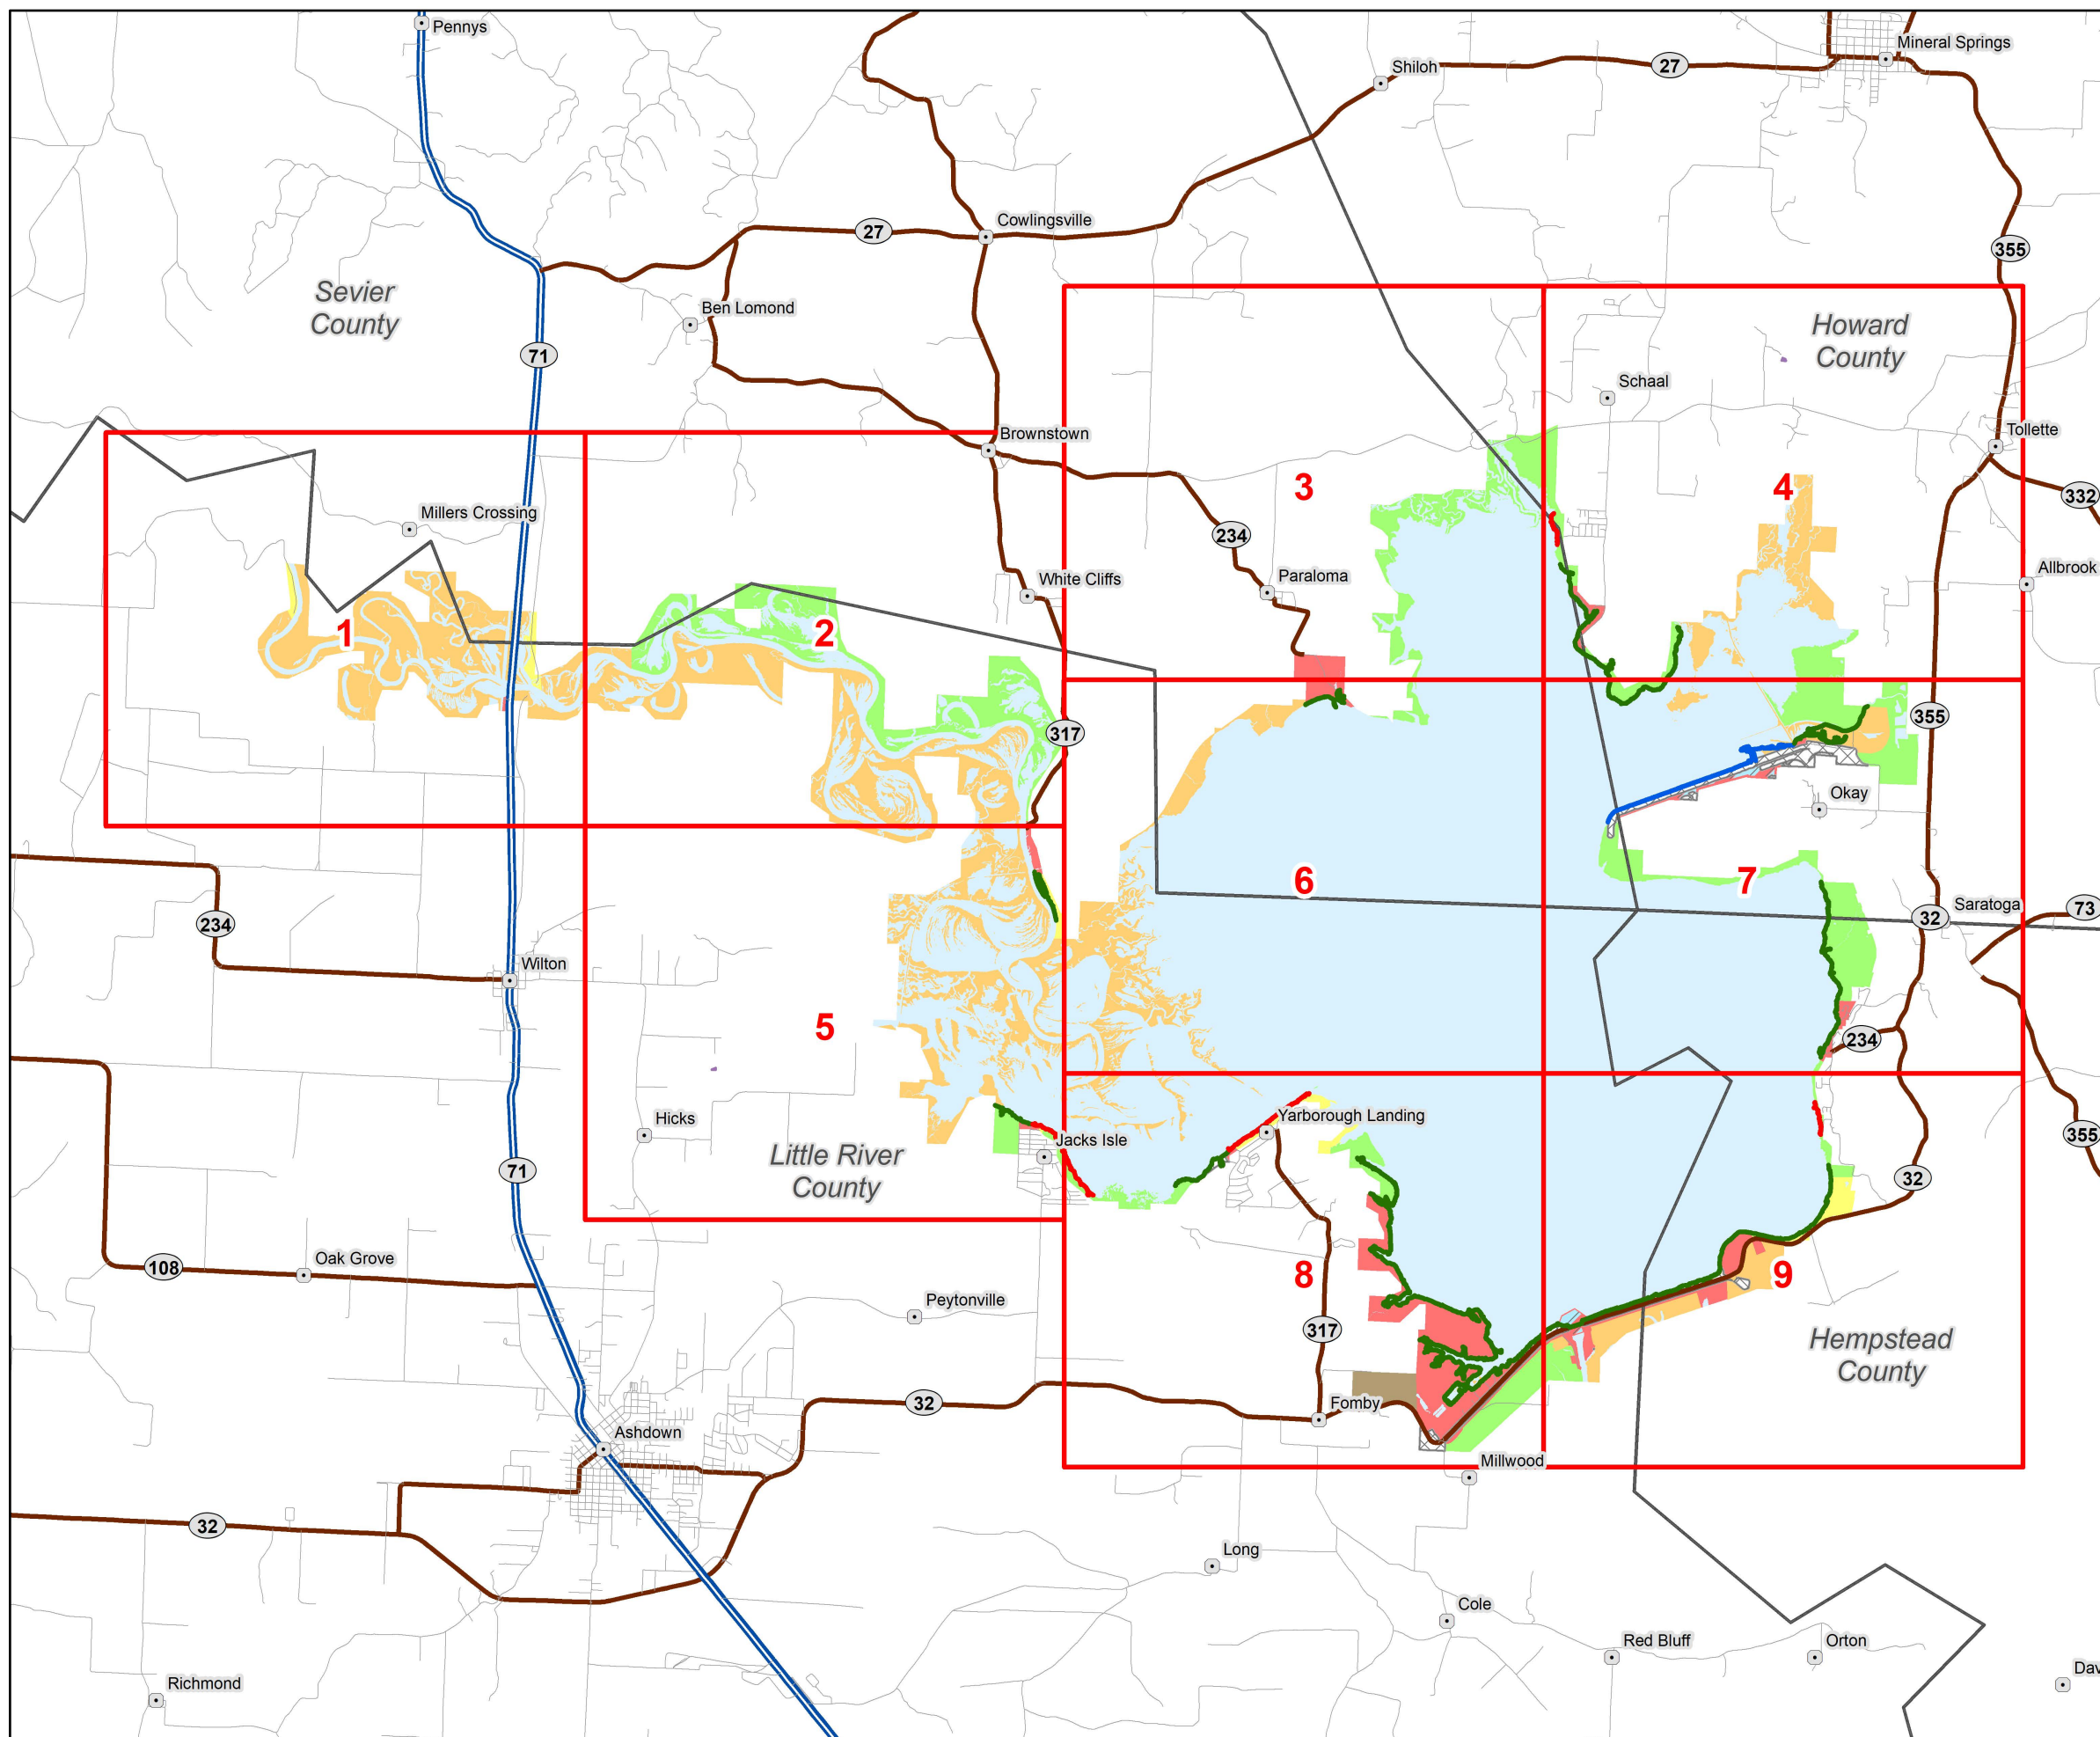 Pennys
Mineral Springs
Shiloh
27
Cowlingsville
27
355
Sevier
County
Ben Lomond
Howard
County
71
Schaal
Brownstown
Tollette
3
4
332
Millers Crossing
234
White Cliffs
Paraloma
Allbrook
1
2
317
355
Okay
6
7
Saratoga
73
32
234
Wilton
5
234
Hicks
Yarborough Landing
Jacks Isle
355
Little River
County
71
32
108
Oak Grove
8
9
Peytonville
317
Hempstead
County
32
Fomby
Ashdown
Millwood
32
Long
Cole
Red Bluff
Orton
Richmond
Dav